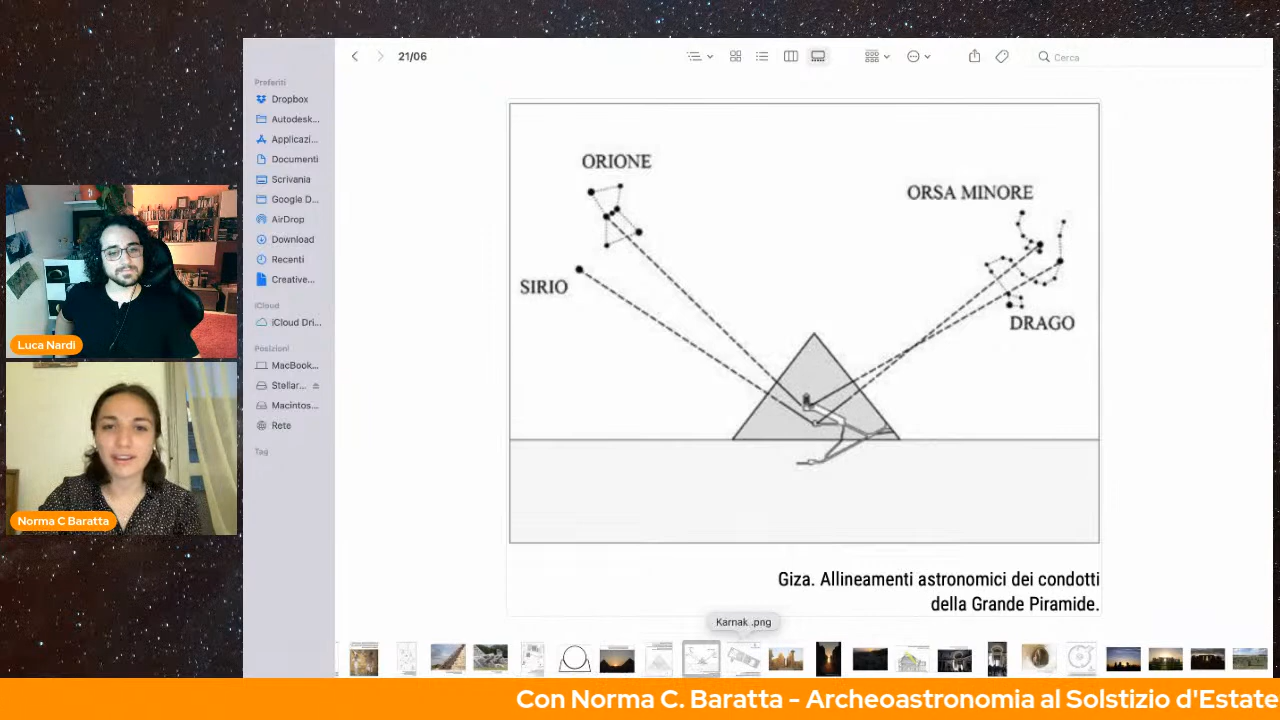 21/06
Cerca
Preferiti
Dropbox
Autodesk...
Applicazi...
Documenti
Scrivania
Google D...
AirDrop
Download
Recenti
Creative...
iCloud
iCloud Dri...
Posizioni
MacBook...
Stellar...
Macintos...
Rete
Tag
ORIONE
SIRIO
ORSA MINORE
DRAGO
Giza. Allineamenti astronomici dei condotti
della Grande Piramide.
Karnak .png
Luca Nardi
Norma C Baratta
Con Norma C. Baratta - Archeoastronomia al Solstizio d'Estate